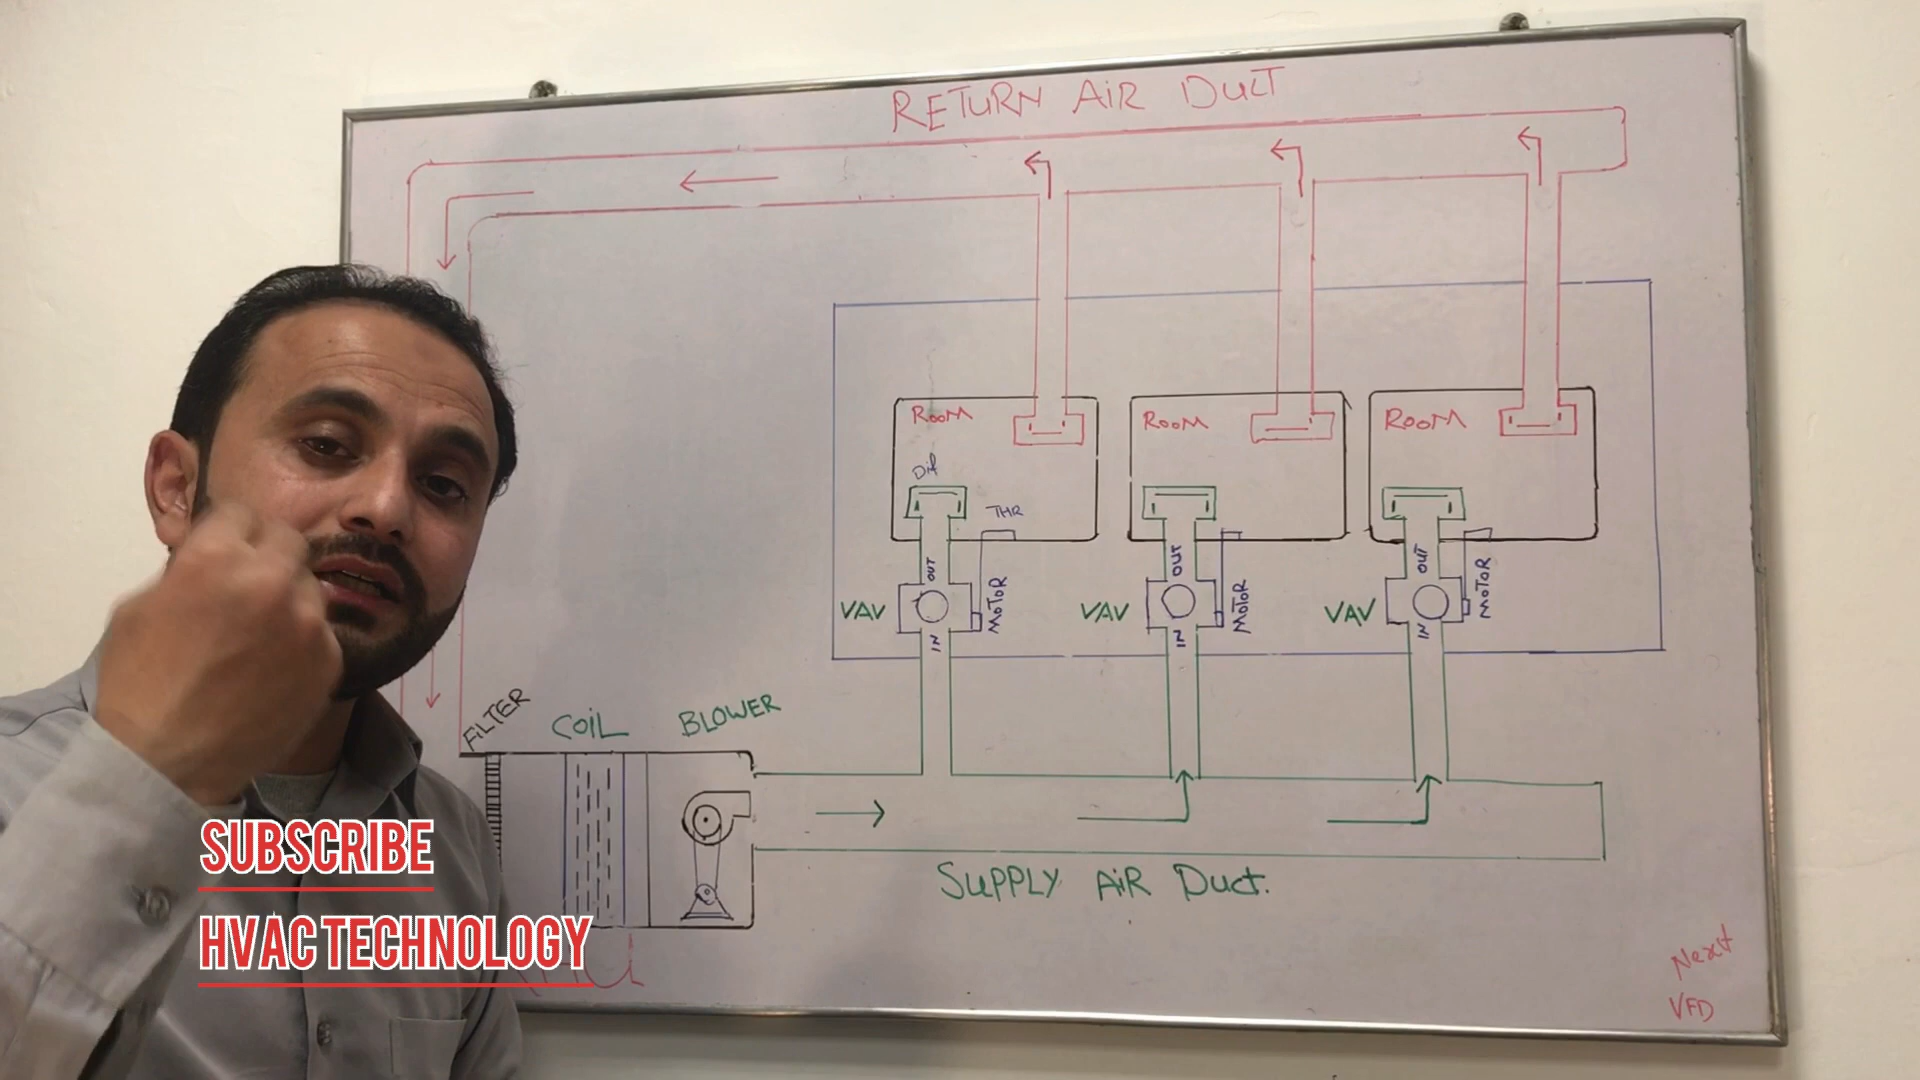 RETURN AIR DUCT
ROOM
ROOM
ROOM
Dif
THR
OUT
OUT
OUT
VAV
MOTOR
VAV
MOTOR
VAV
MOTOR
IN
IN
IN
FILTER
COIL
BLOWER
SUPPLY AIR Duct.
SUBSCRIBE
HVAC TECHNOLOGY
Next
VFD